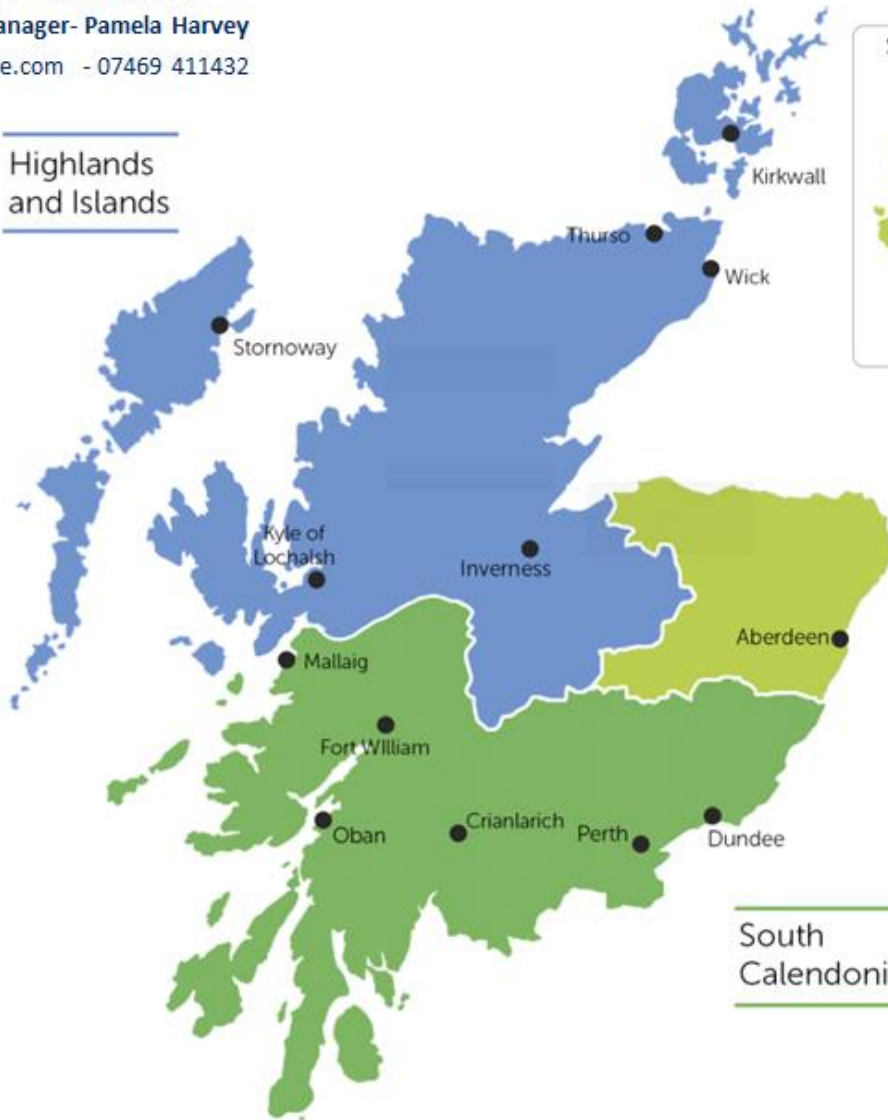 anager- Pamela Harvey
e.com - 07469 411432
Highlands
and Islands
Kirkwall
Thurso
Wick
Stornoway
Kyle of
Lochalsh
Inverness
Aberdeen
Mallaig
Fort WIlliam
Oban
Crianlarich
Perth
Dundee
South
Calendoni